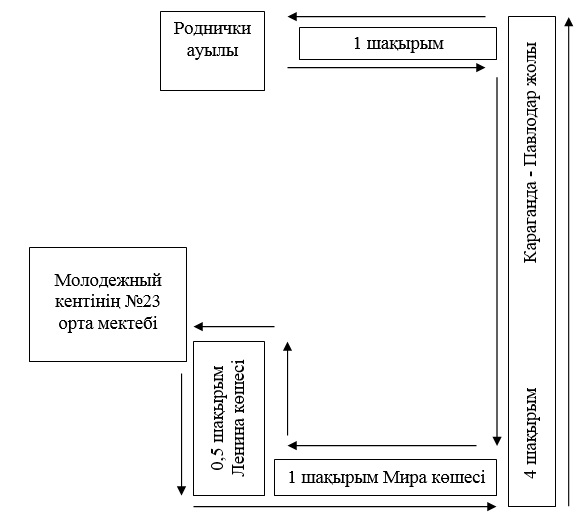 Роднички
ауылы
1 шақырым
Караганда - Павлодар жолы
4 шақырым
Молодежный
кентінің №23
орта мектебі
0,5 шақырым
Ленина көшесі
1 шақырым Мира көшесі